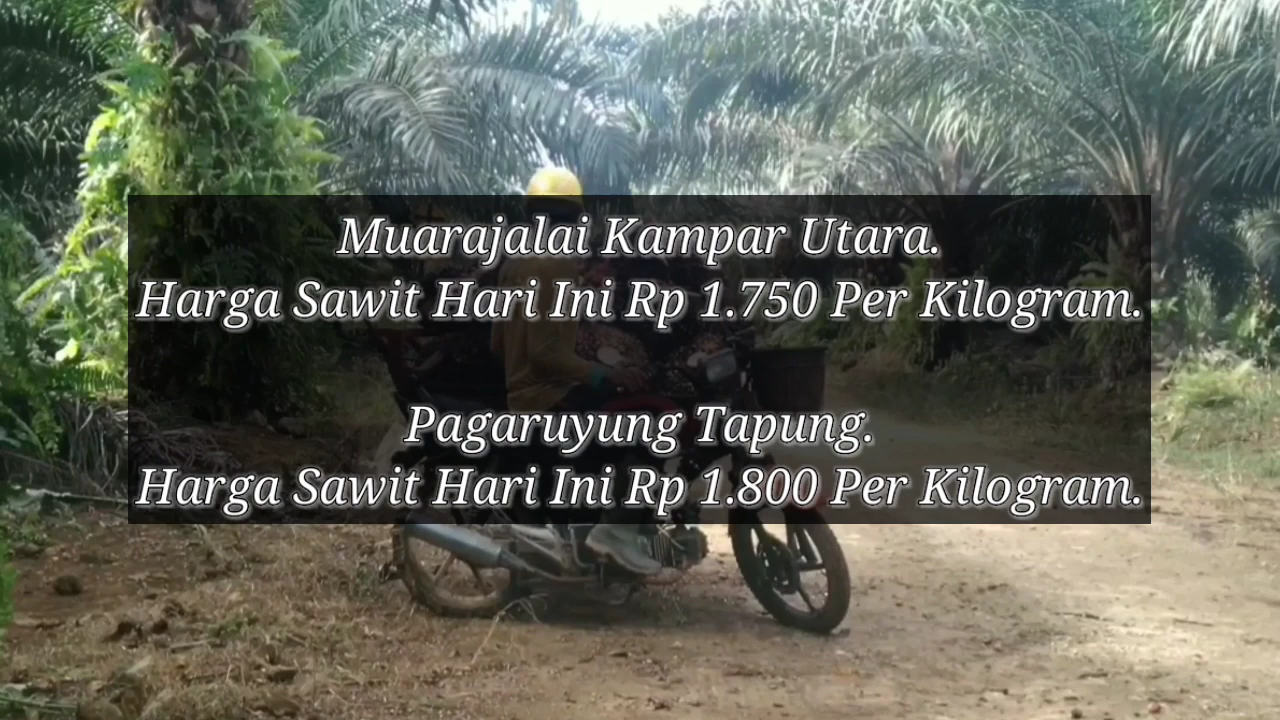 Muarajalai Kampar Utara.
Harga Sawit Hari Ini Rp 1.750 Per Kilogram.
Pagaruyung Tapung.
Harga Sawit Hari Ini Rp 1.800 Per Kilogram.